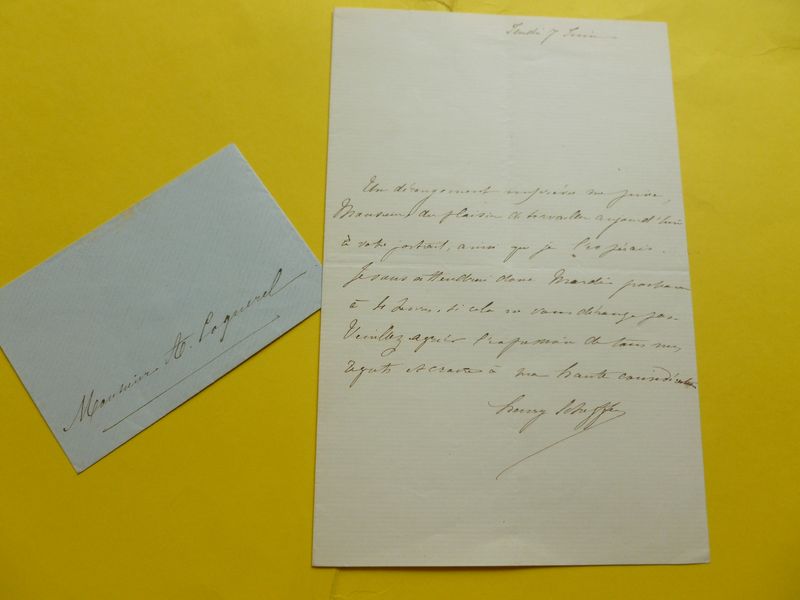 Jeudi 7 Juin
Un dérangement imprévu me prive,
Monsieur du plaisir de travailler aujourd'hui
à votre portrait, ainsi que je l'espérais.
Je vous attendrai donc Mardi prochain
à heures, si cela ne vous dérange pas.
Veuillez agréer l'expression de tous mes
regrets et croire à ma haute considération
henry Scheffer
Monsieur At. Coquerel